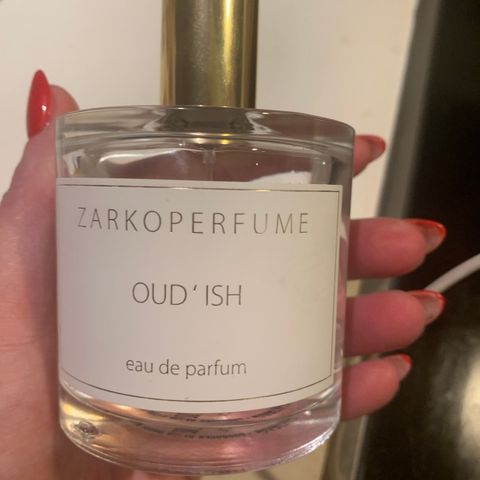 ZARKOPERFUME
OUD' ISH
eau de parfum